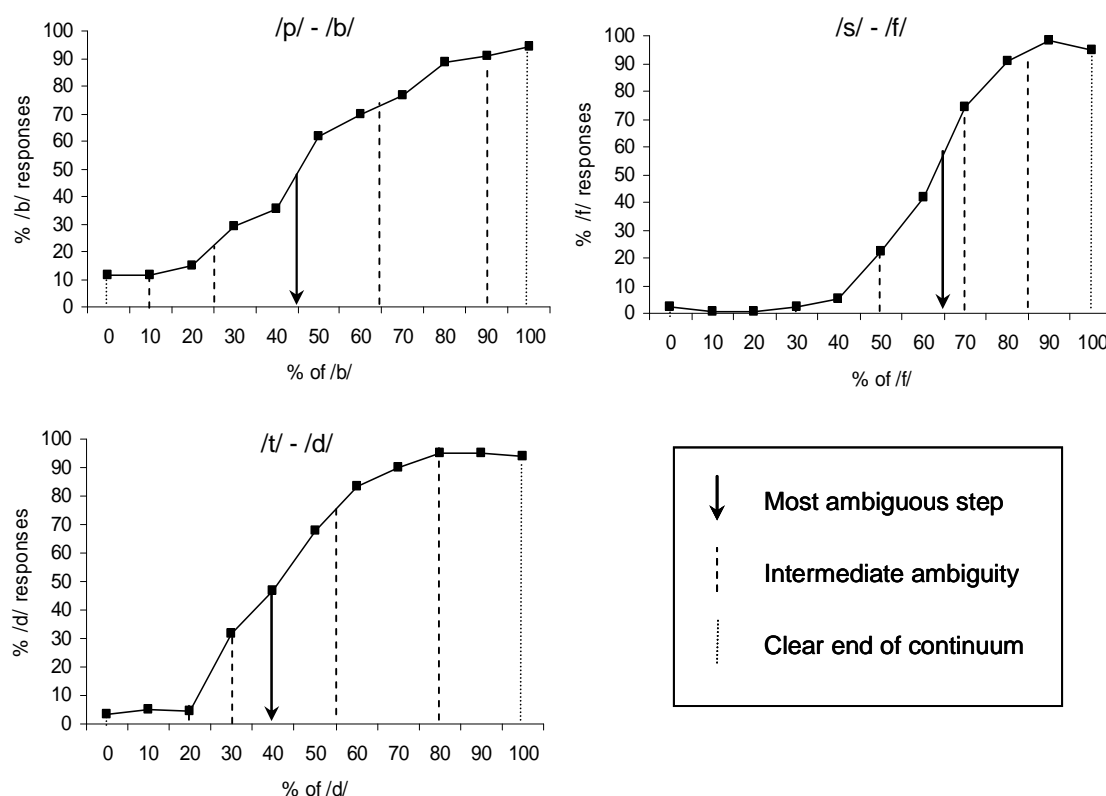 /p/ - /b/
% /b/ responses
100
90
80
70
60
50
40
30
20
10
0
0 10 20 30 40 50 60 70 80 90 100
% of /b/
/s/ - /f/
% /f/ responses
100
90
80
70
60
50
40
30
20
10
0
0 10 20 30 40 50 60 70 80 90 100
% of /f/
/t/ - /d/
% /d/ responses
100
90
80
70
60
50
40
30
20
10
0
0 10 20 30 40 50 60 70 80 90 100
% of /d/
Most ambiguous step
Intermediate ambiguity
Clear end of continuum